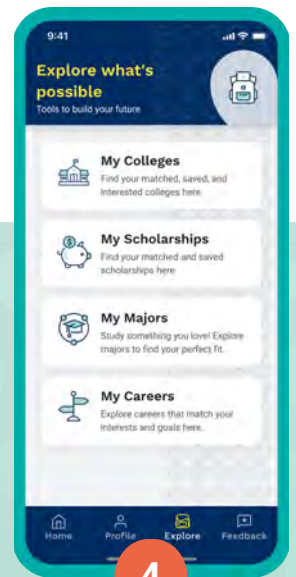 9:41
Explore what's
possible
Tools to build your future
My Colleges
Find your matched, saved, and
interested colleges here.
My Scholarships
Find your matched and saved
scholarships here
My Majors
Study something you love! Explore
majors to find your perfect fit.
My Careers
Explore careers that match your
interests and goals here.
Home Profile Explore Feedback
4